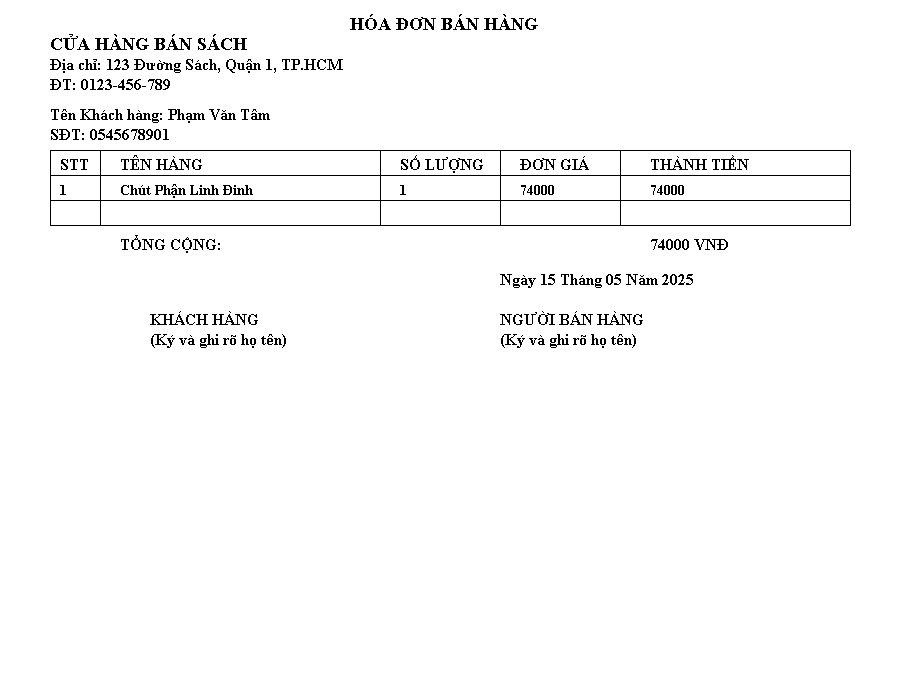 HÓA ĐƠN BÁN HÀNG
CỬA HÀNG BÁN SÁCH
Địa chỉ: 123 Đường Sách, Quận 1, TP.HCM
ĐT: 0123-456-789
Tên Khách hàng: Phạm Văn Tâm
SĐT: 0545678901
STT TÊN HÀNG SỐ LƯỢNG ĐƠN GIÁ THÀNH TIỀN
1 Chút Phận Linh Đinh 1 74000 74000
TỔNG CỘNG: 74000 VNĐ
Ngày 15 Tháng 05 Năm 2025
KHÁCH HÀNG NGƯỜI BÁN HÀNG
(Ký và ghi rõ họ tên) (Ký và ghi rõ họ tên)